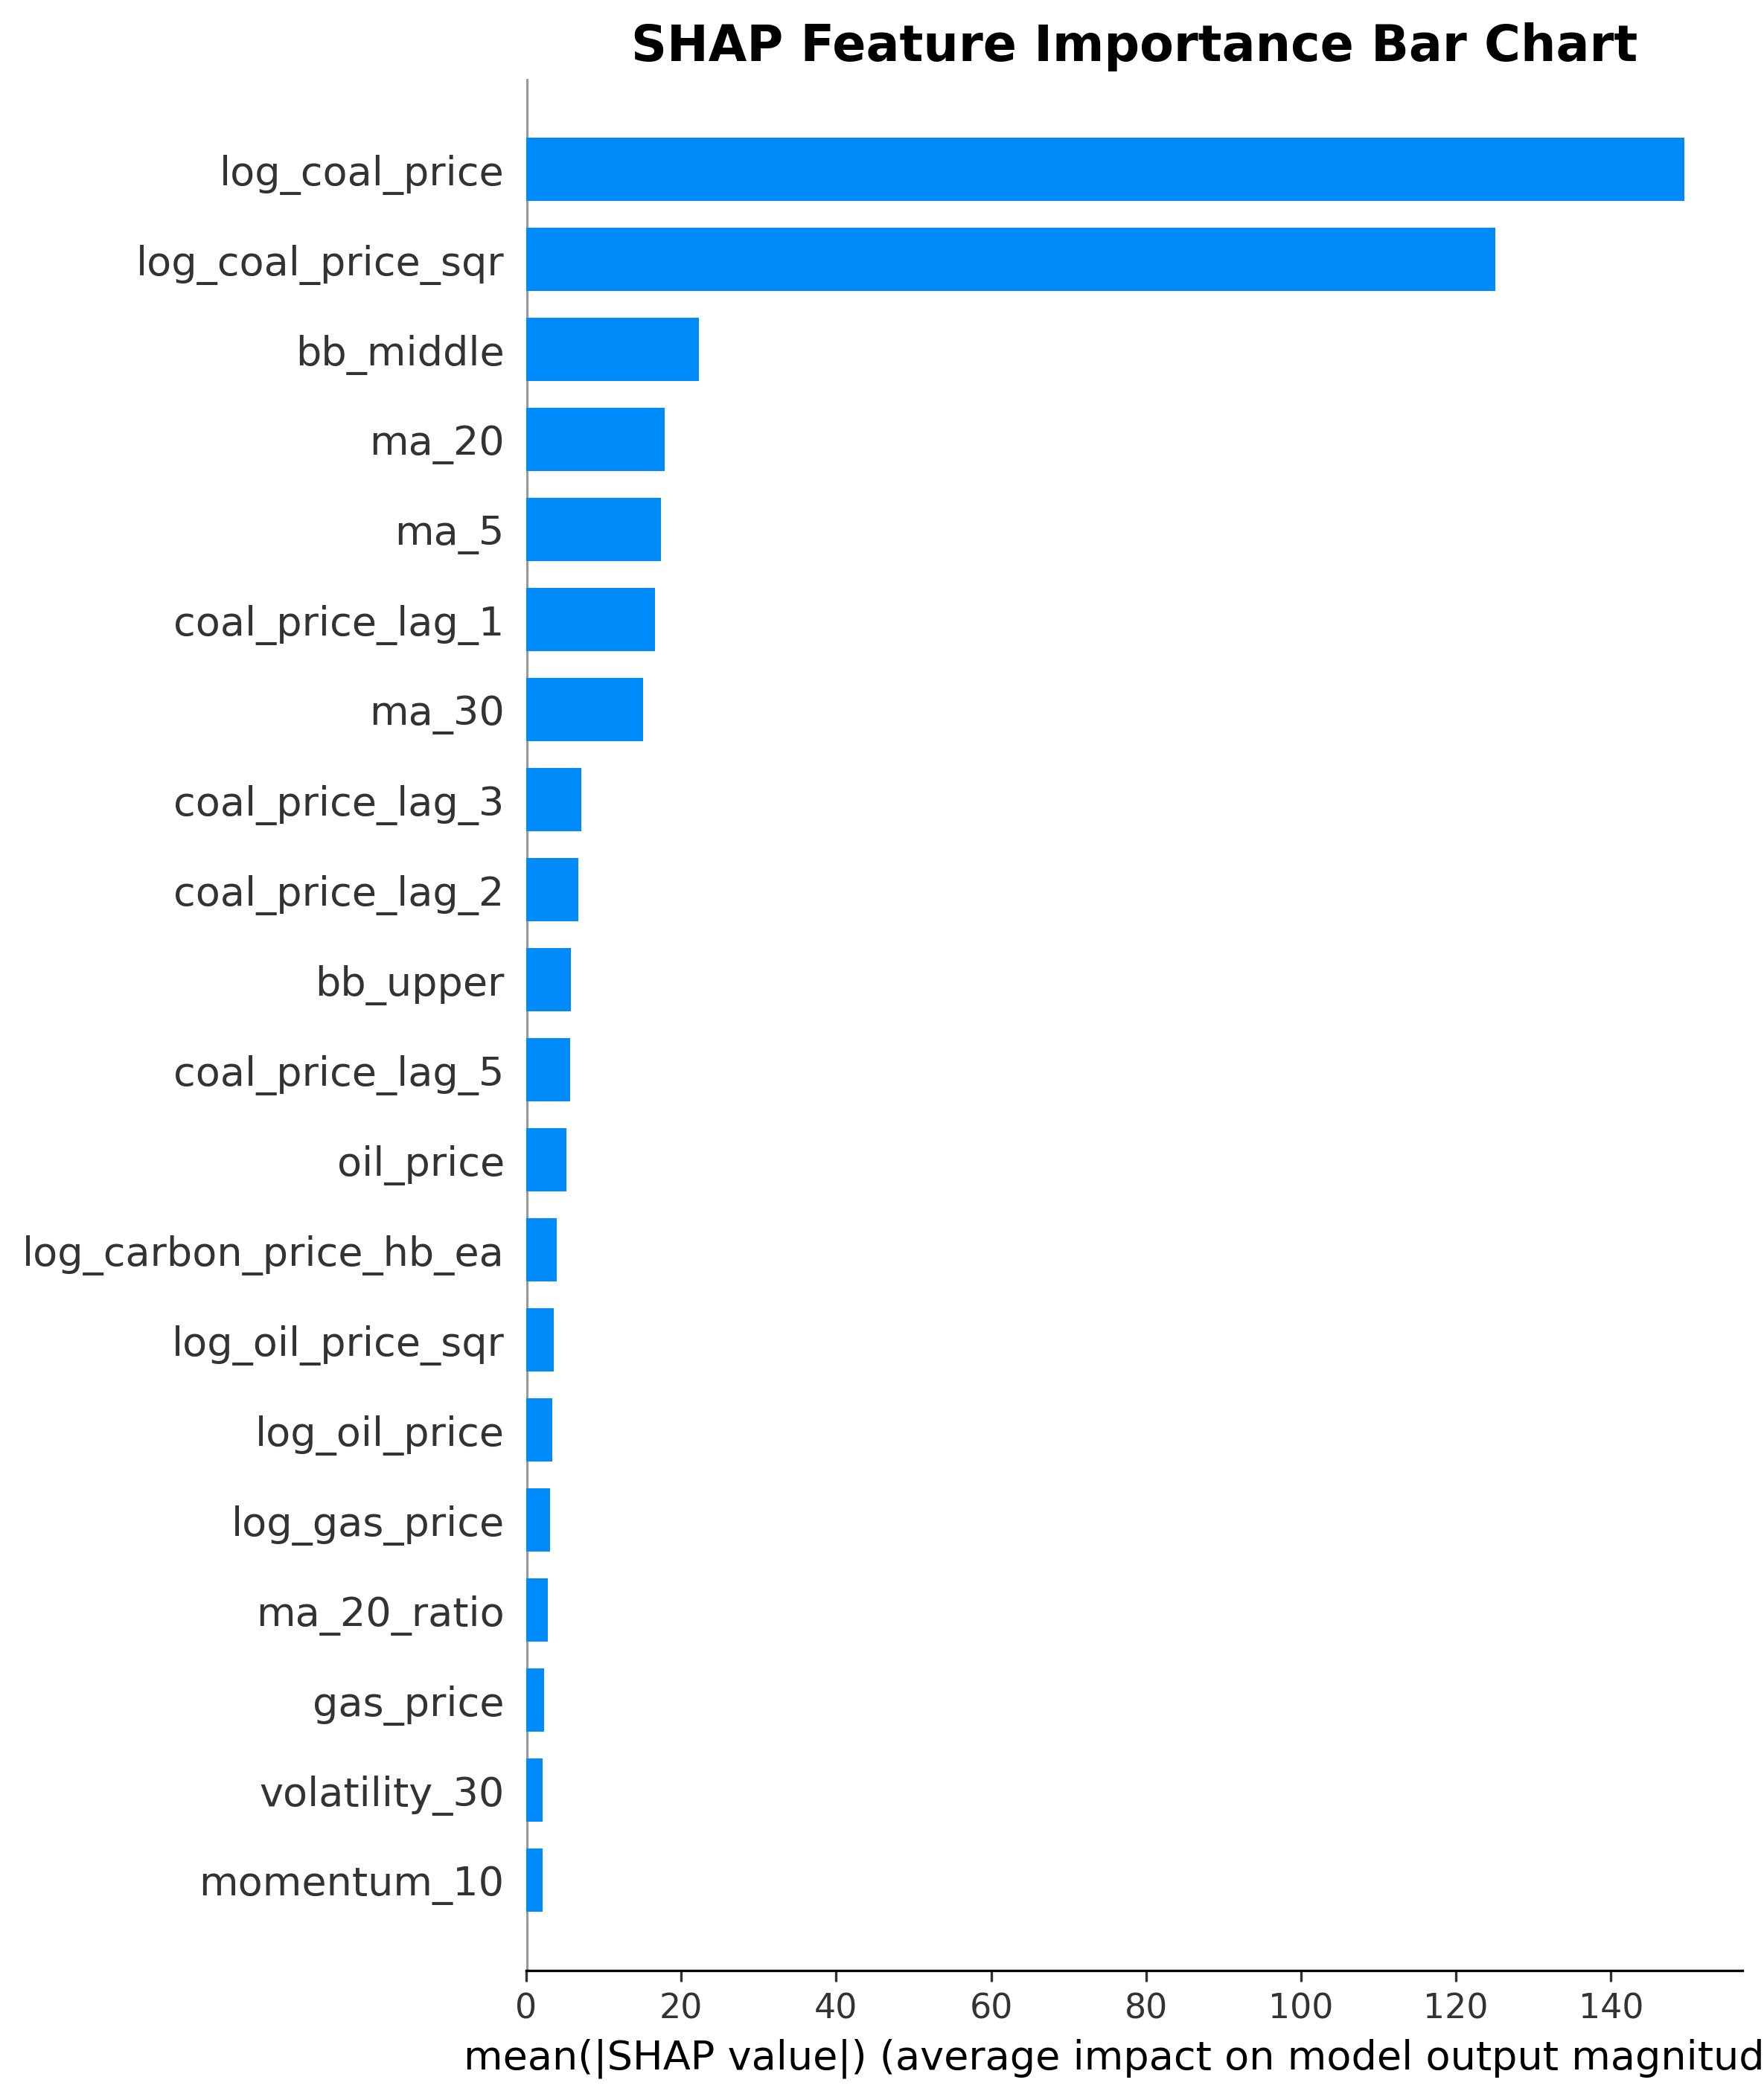 SHAP Feature Importance Bar Chart
log_coal_price
log_coal_price_sqr
bb_middle
ma_20
ma_5
coal_price_lag_1
ma_30
coal_price_lag_3
coal_price_lag_2
bb_upper
coal_price_lag_5
oil_price
log_carbon_price_hb_ea
log_oil_price_sqr
log_oil_price
log_gas_price
ma_20_ratio
gas_price
volatility_30
momentum_10
0 20 40 60 80 100 120 140
mean(|SHAP value|) (average impact on model output magnitud